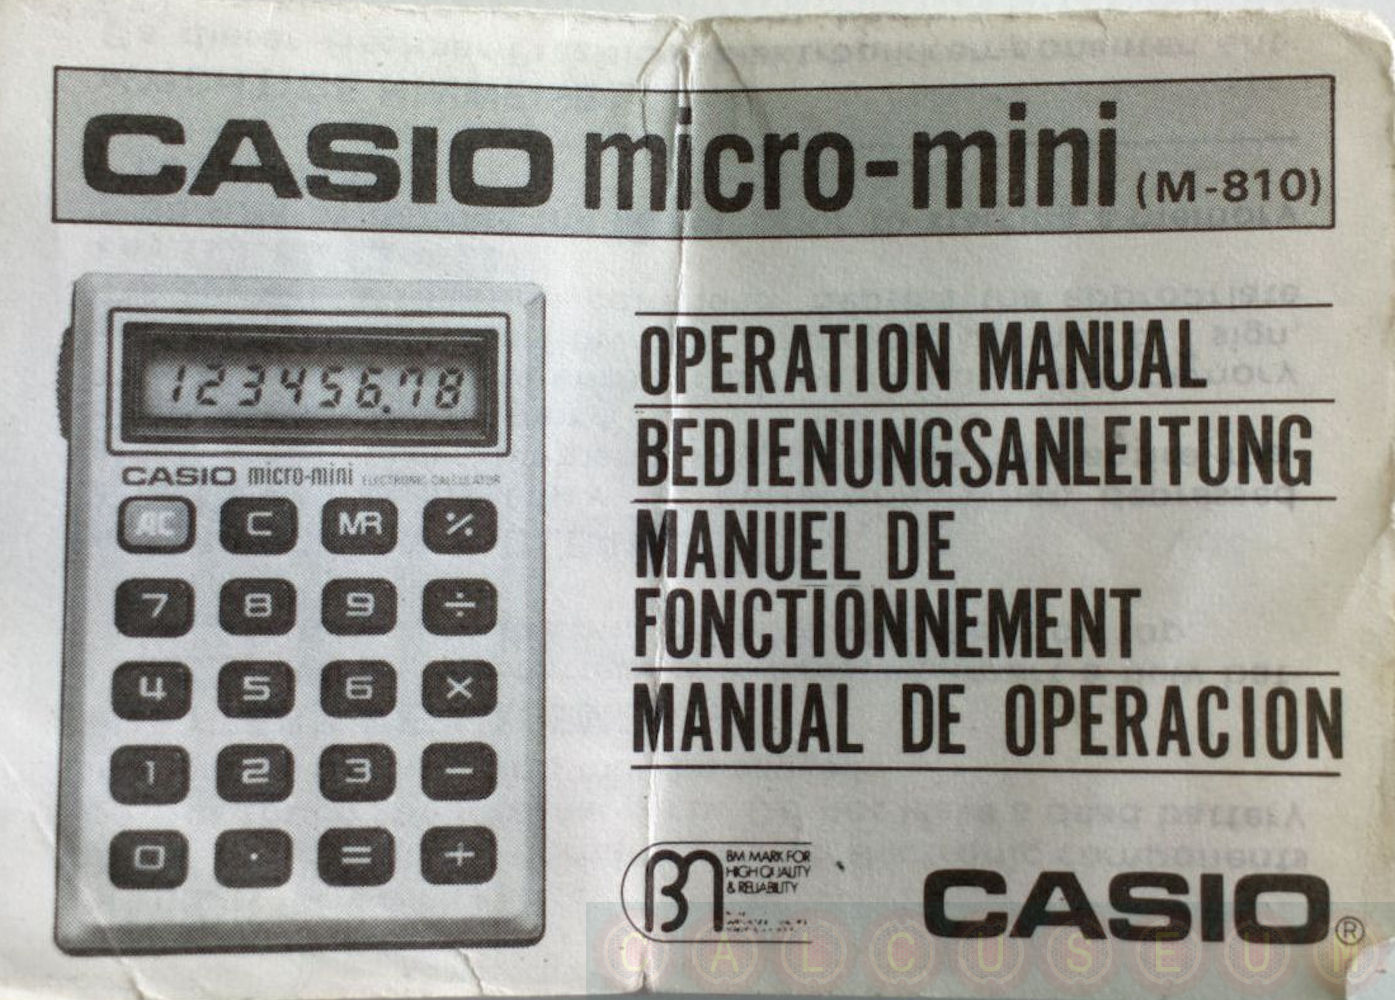 CASIO micro-mini (M-810)
12345678
CASIO micro-mini ELECTRONIC CALCULATOR
AC C MR %
7 8 9 ÷
4 5 6 ×
1 2 3 −
0 · = +
OPERATION MANUAL
BEDIENUNGSANLEITUNG
MANUEL DE
FONCTIONNEMENT
MANUAL DE OPERACION
BM MARK FOR
HIGH QUALITY
& RELIABILITY
CASIO®
CALCUSEUM